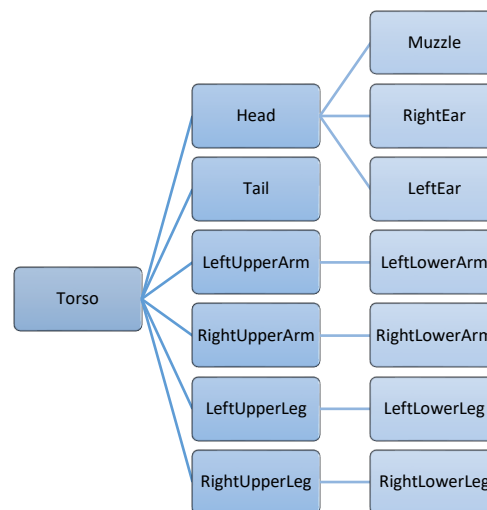 Muzzle
Head
RightEar
Tail
LeftEar
LeftUpperArm
LeftLowerArm
Torso
RightUpperArm
RightLowerArm
LeftUpperLeg
LeftLowerLeg
RightUpperLeg
RightLowerLeg